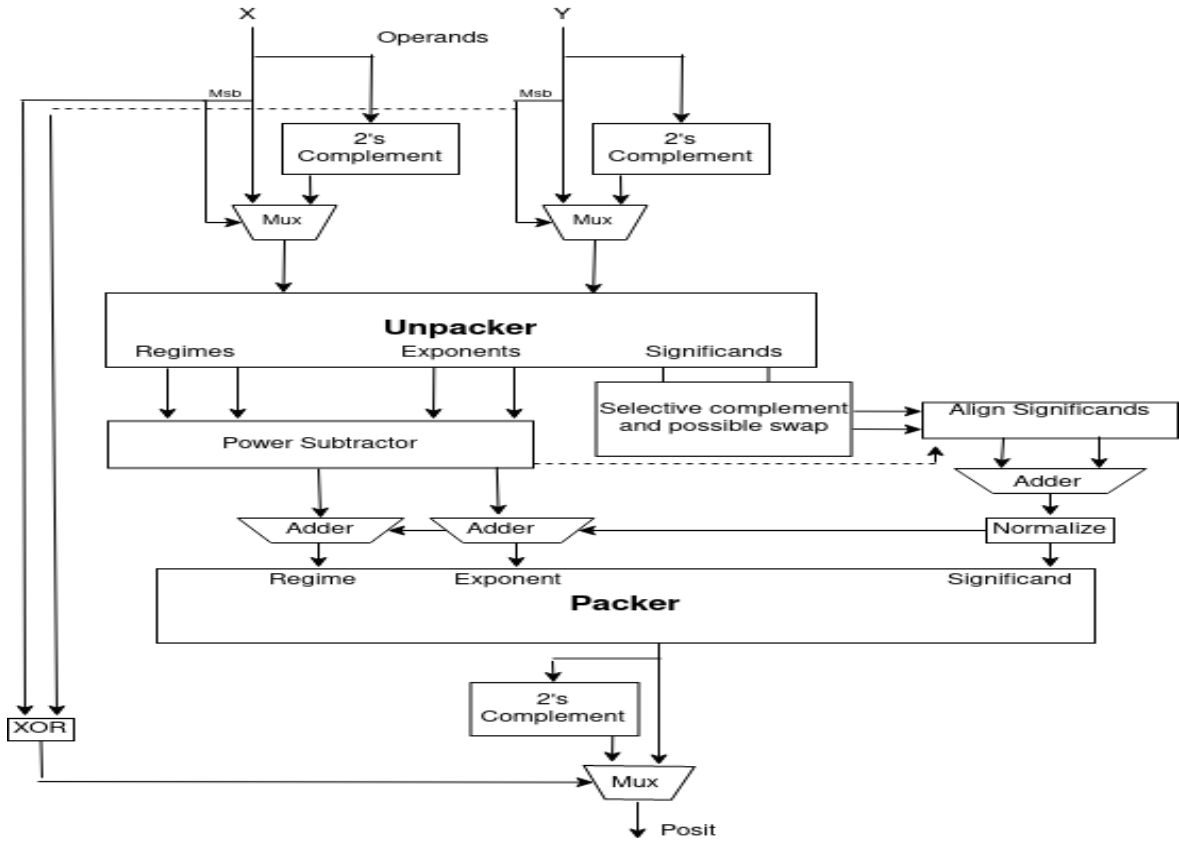 X
Y
Operands
Msb
Msb
2's
Complement
2's
Complement
Mux
Mux
Unpacker
Regimes
Exponents
Significands
Selective complement
and possible swap
Align Significands
Power Subtractor
Adder
Adder
Adder
Normalize
Regime
Exponent
Significand
Packer
2's
Complement
XOR
Mux
Posit